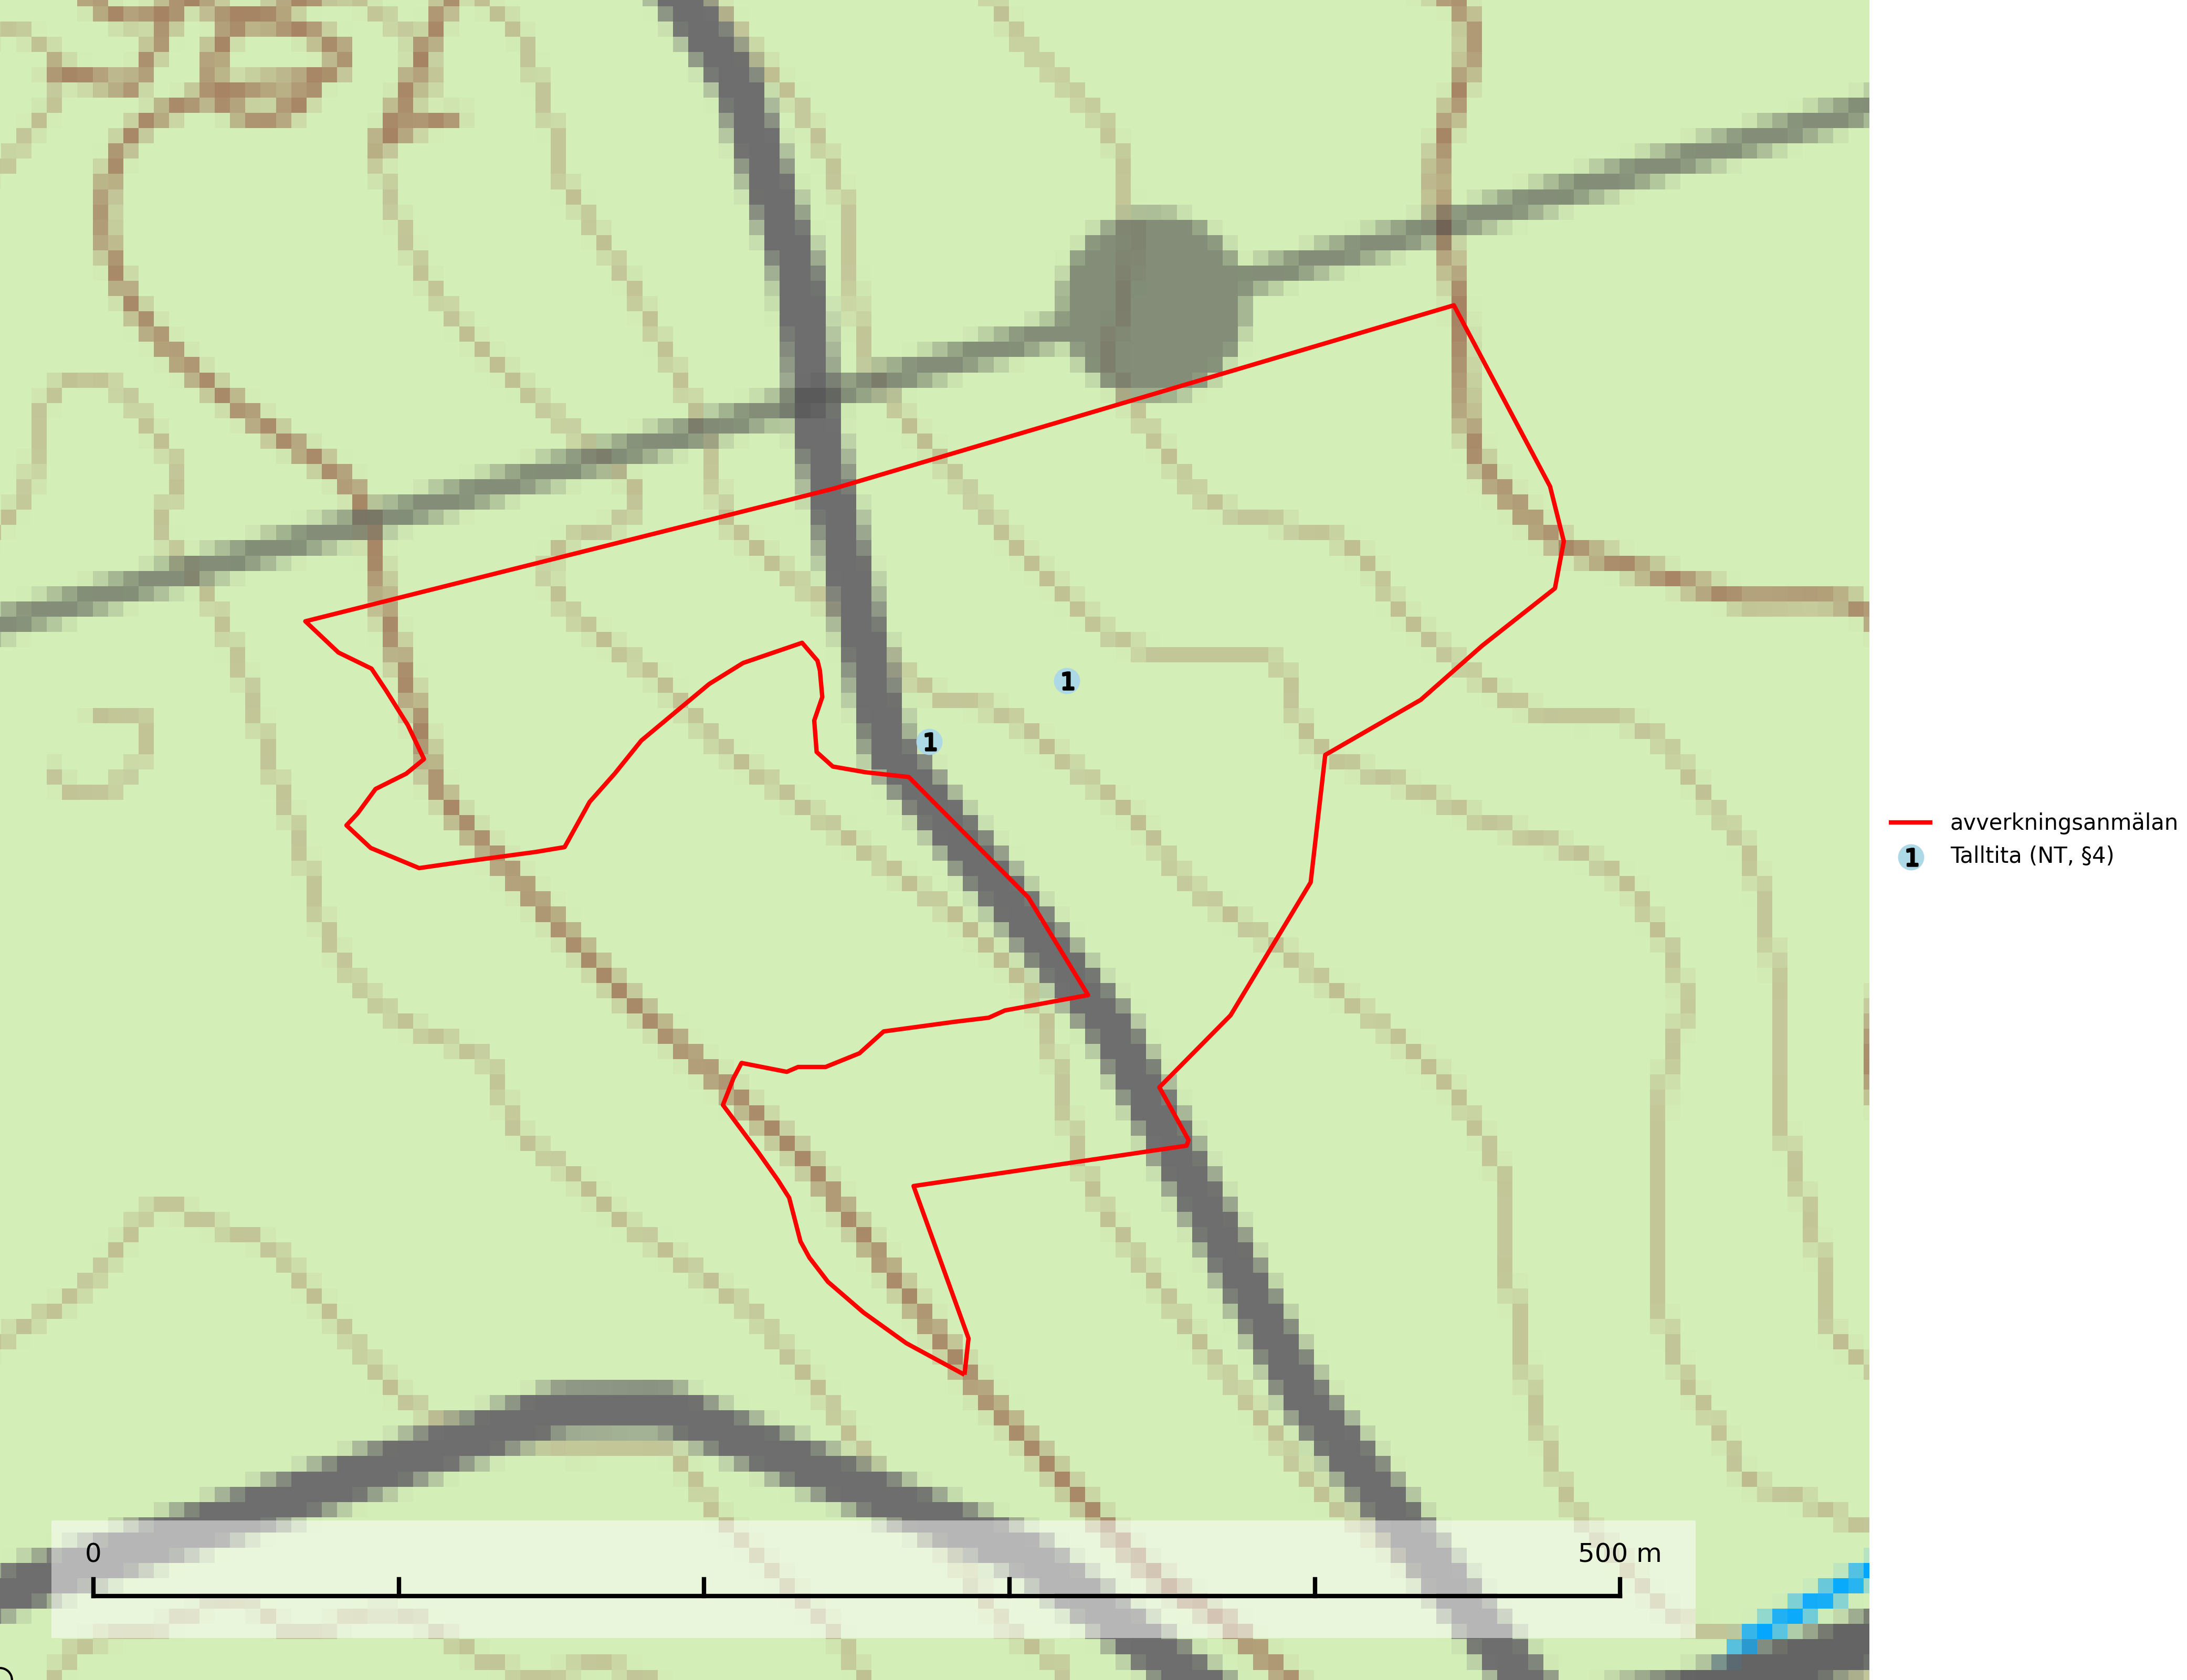 1
1
avverkningsanmälan
1 Talltita (NT, §4)
0 500 m